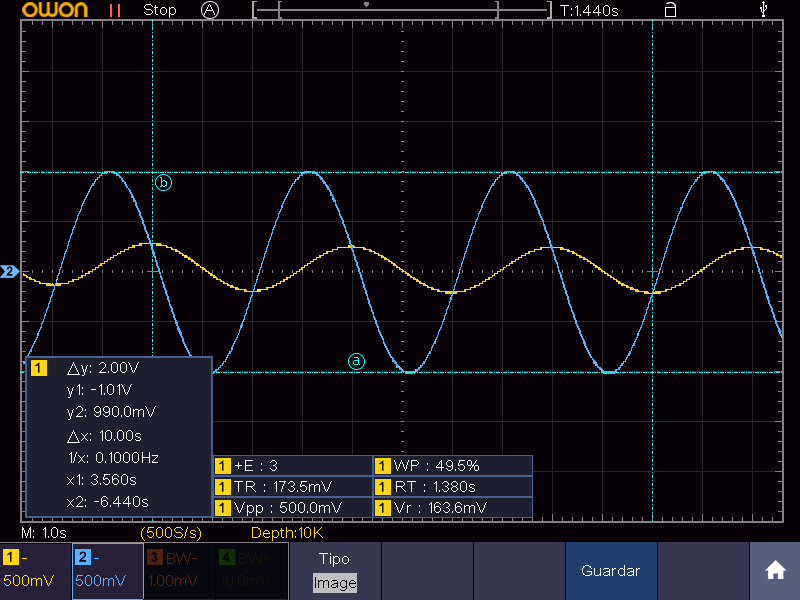 OWON Stop A T:1.440s
b
2
a
1 △y: 2.00V
y1: -1.01V
y2: 990.0mV
△x: 10.00s
1/x: 0.1000Hz
x1: 3.560s
x2: -6.440s
1 +E : 3 1 WP : 49.5%
1 TR : 173.5mV 1 RT : 1.380s
1 Vpp : 500.0mV 1 Vr : 163.6mV
M: 1.0s (500S/s) Depth:10K
1 - 2 - 3 BW- 4 BW- Tipo
500mV 500mV 1.00mV 10.0mV Image Guardar